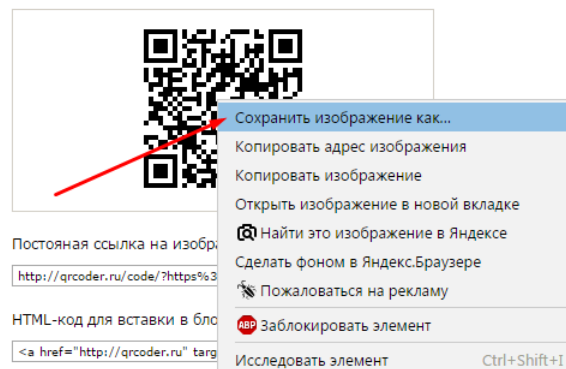 Сохранить изображение как...
Копировать адрес изображения
Копировать изображение
Открыть изображение в новой вкладке
Постояная ссылка на изобра
Найти это изображение в Яндексе
http://qrcoder.ru/code/?https%3
Сделать фоном в Яндекс.Браузере
Пожаловаться на рекламу
HTML-код для вставки в бло
ABP Заблокировать элемент
<a href="http://qrcoder.ru" targ
Исследовать элемент Ctrl+Shift+I